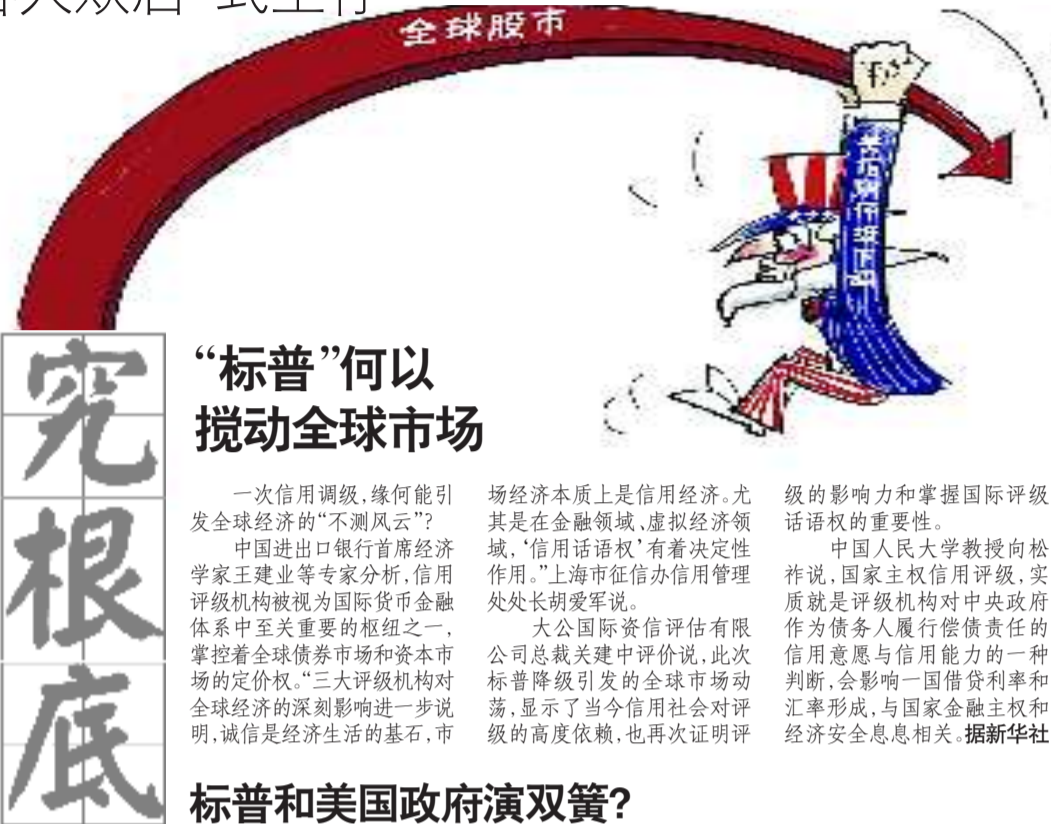 全球股市
究
根
底
“标普”何以
搅动全球市场
一次信用调级，缘何能引
发全球经济的“不测风云”？
中国进出口银行首席经济
学家王建业等专家分析，信用
评级机构被视为国际货币金融
体系中至关重要的枢纽之一，
掌控着全球债券市场和资本市
场的定价权。“三大评级机构对
全球经济的深刻影响进一步说
明，诚信是经济生活的基石，市
场经济本质上是信用经济。尤
其是在金融领域、虚拟经济领
域，‘信用话语权’有着决定性
作用。”上海市征信办信用管理
处处长胡爱军说。
大公国际资信评估有限
公司总裁关建中评价说，此次
标普降级引发的全球市场动
荡，显示了当今信用社会对评
级的高度依赖，也再次证明评
级的影响力和掌握国际评级
话语权的重要性。
中国人民大学教授向松
祚说，国家主权信用评级，实
质就是评级机构对中央政府
作为债务人履行偿债责任的
信用意愿与信用能力的一种
判断，会影响一国借贷利率和
汇率形成，与国家金融主权和
经济安全息息相关。据新华社
标普和美国政府演双簧？